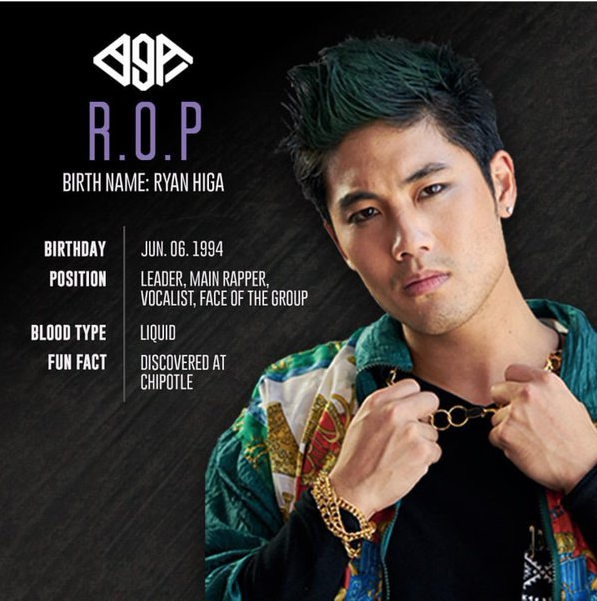 BgA
R.O.P
BIRTH NAME: RYAN HIGA
BIRTHDAY JUN. 06. 1994
POSITION LEADER, MAIN RAPPER,
VOCALIST, FACE OF THE GROUP
BLOOD TYPE LIQUID
FUN FACT DISCOVERED AT
CHIPOTLE